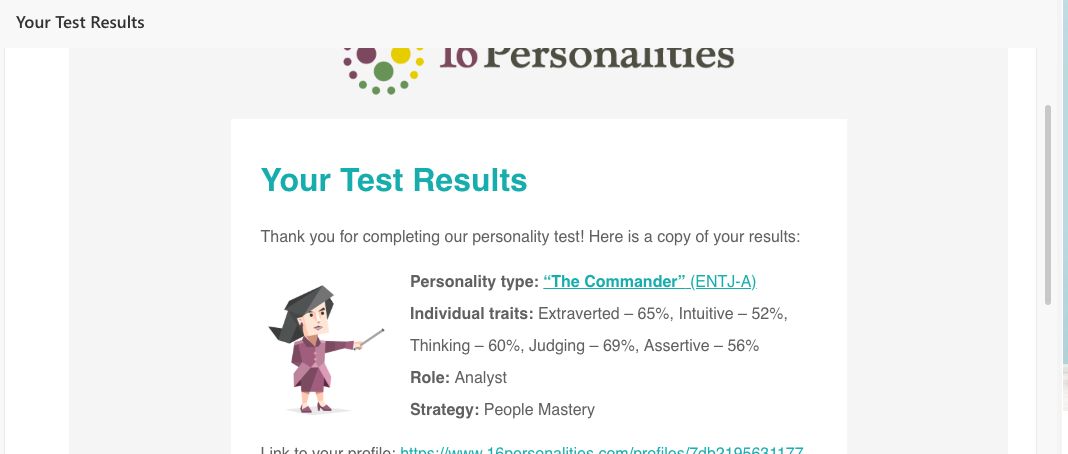 Your Test Results
16 Personalities
Your Test Results
Thank you for completing our personality test! Here is a copy of your results:
Personality type: “The Commander” (ENTJ-A)
Individual traits: Extraverted – 65%, Intuitive – 52%,
Thinking – 60%, Judging – 69%, Assertive – 56%
Role: Analyst
Strategy: People Mastery
Link to your profile: https://www.16personalities.com/profiles/7db2195631177